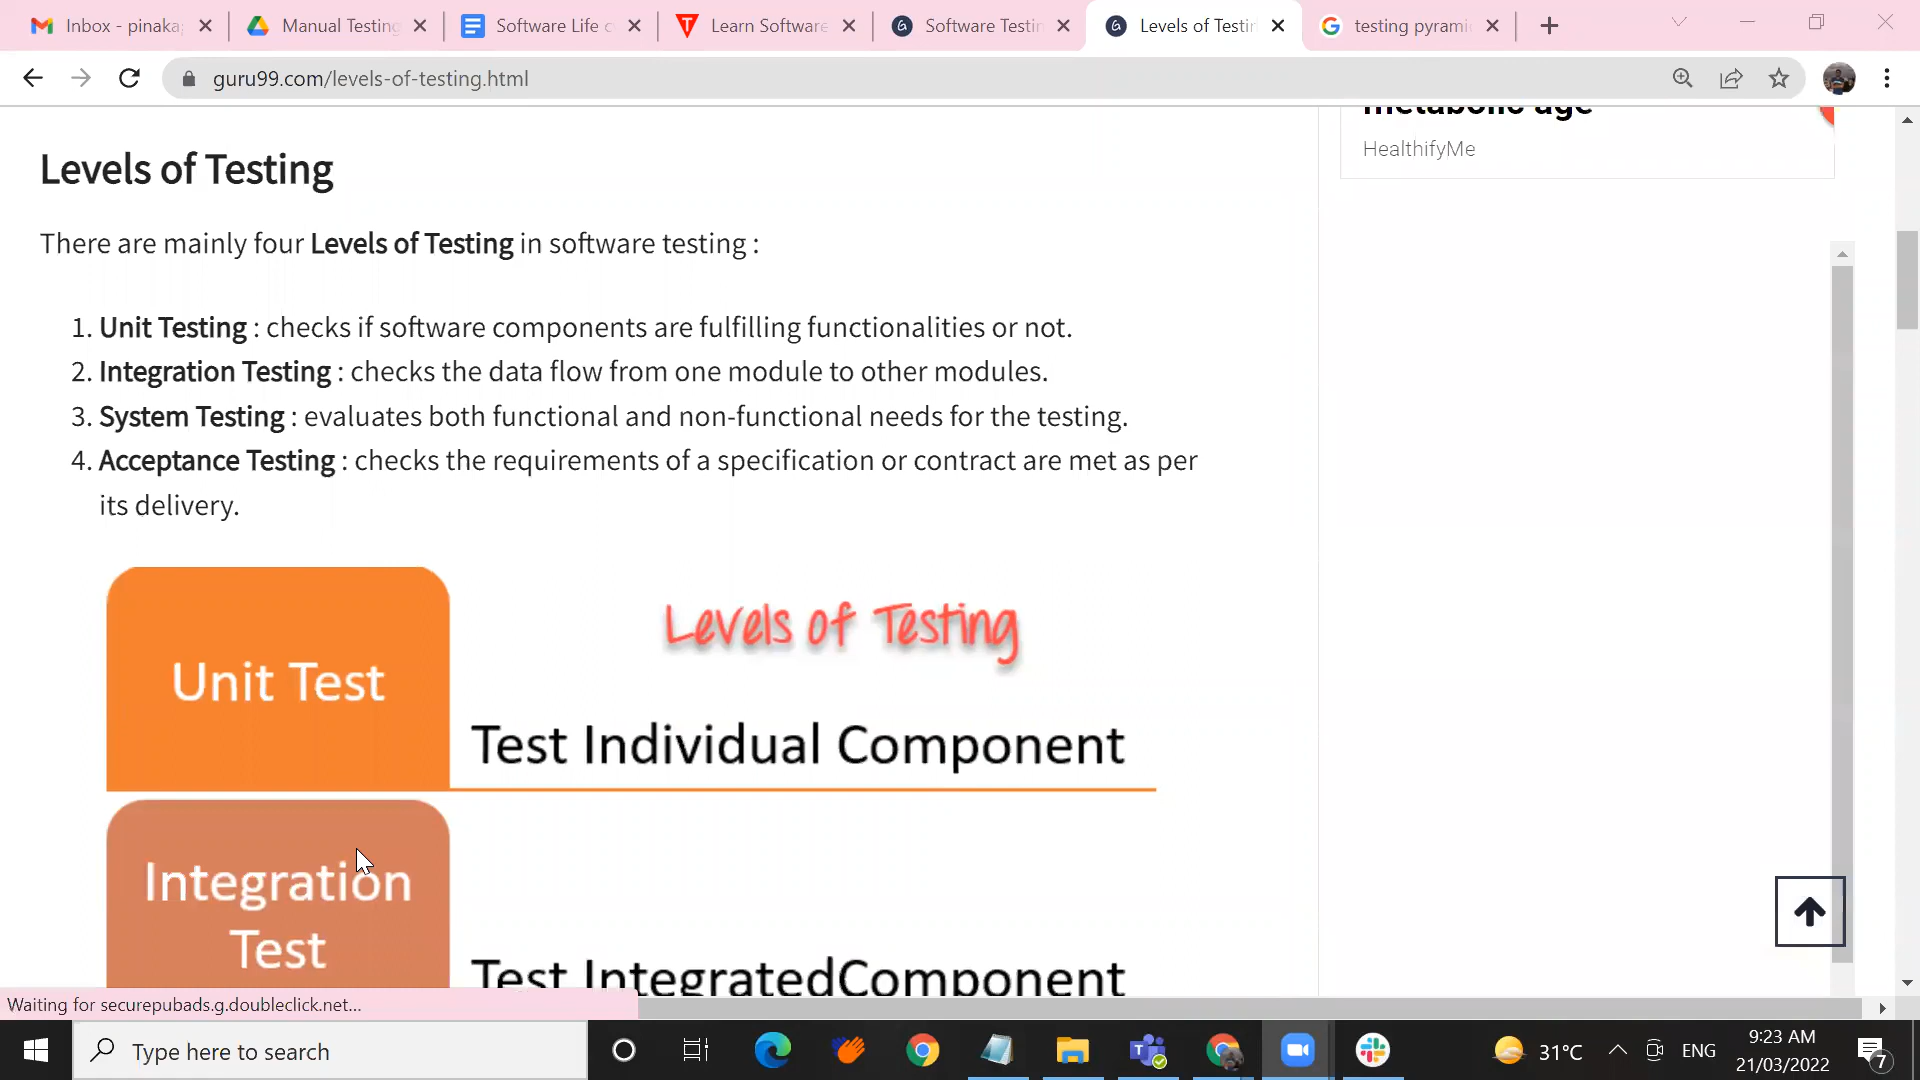 Inbox - pinaka
Manual Testing
Software Life c
Learn Software
Software Testin
Levels of Testin
testing pyrami
guru99.com/levels-of-testing.html
metabolic age
HealthifyMe
Levels of Testing
There are mainly four Levels of Testing in software testing :
1. Unit Testing : checks if software components are fulfilling functionalities or not.
2. Integration Testing : checks the data flow from one module to other modules.
3. System Testing : evaluates both functional and non-functional needs for the testing.
4. Acceptance Testing : checks the requirements of a specification or contract are met as per
its delivery.
Levels of Testing
Unit Test
Test Individual Component
Integration
Test
Test IntegratedComponent
Waiting for securepubads.g.doubleclick.net...
Type here to search
31°C
ENG
9:23 AM
21/03/2022
7